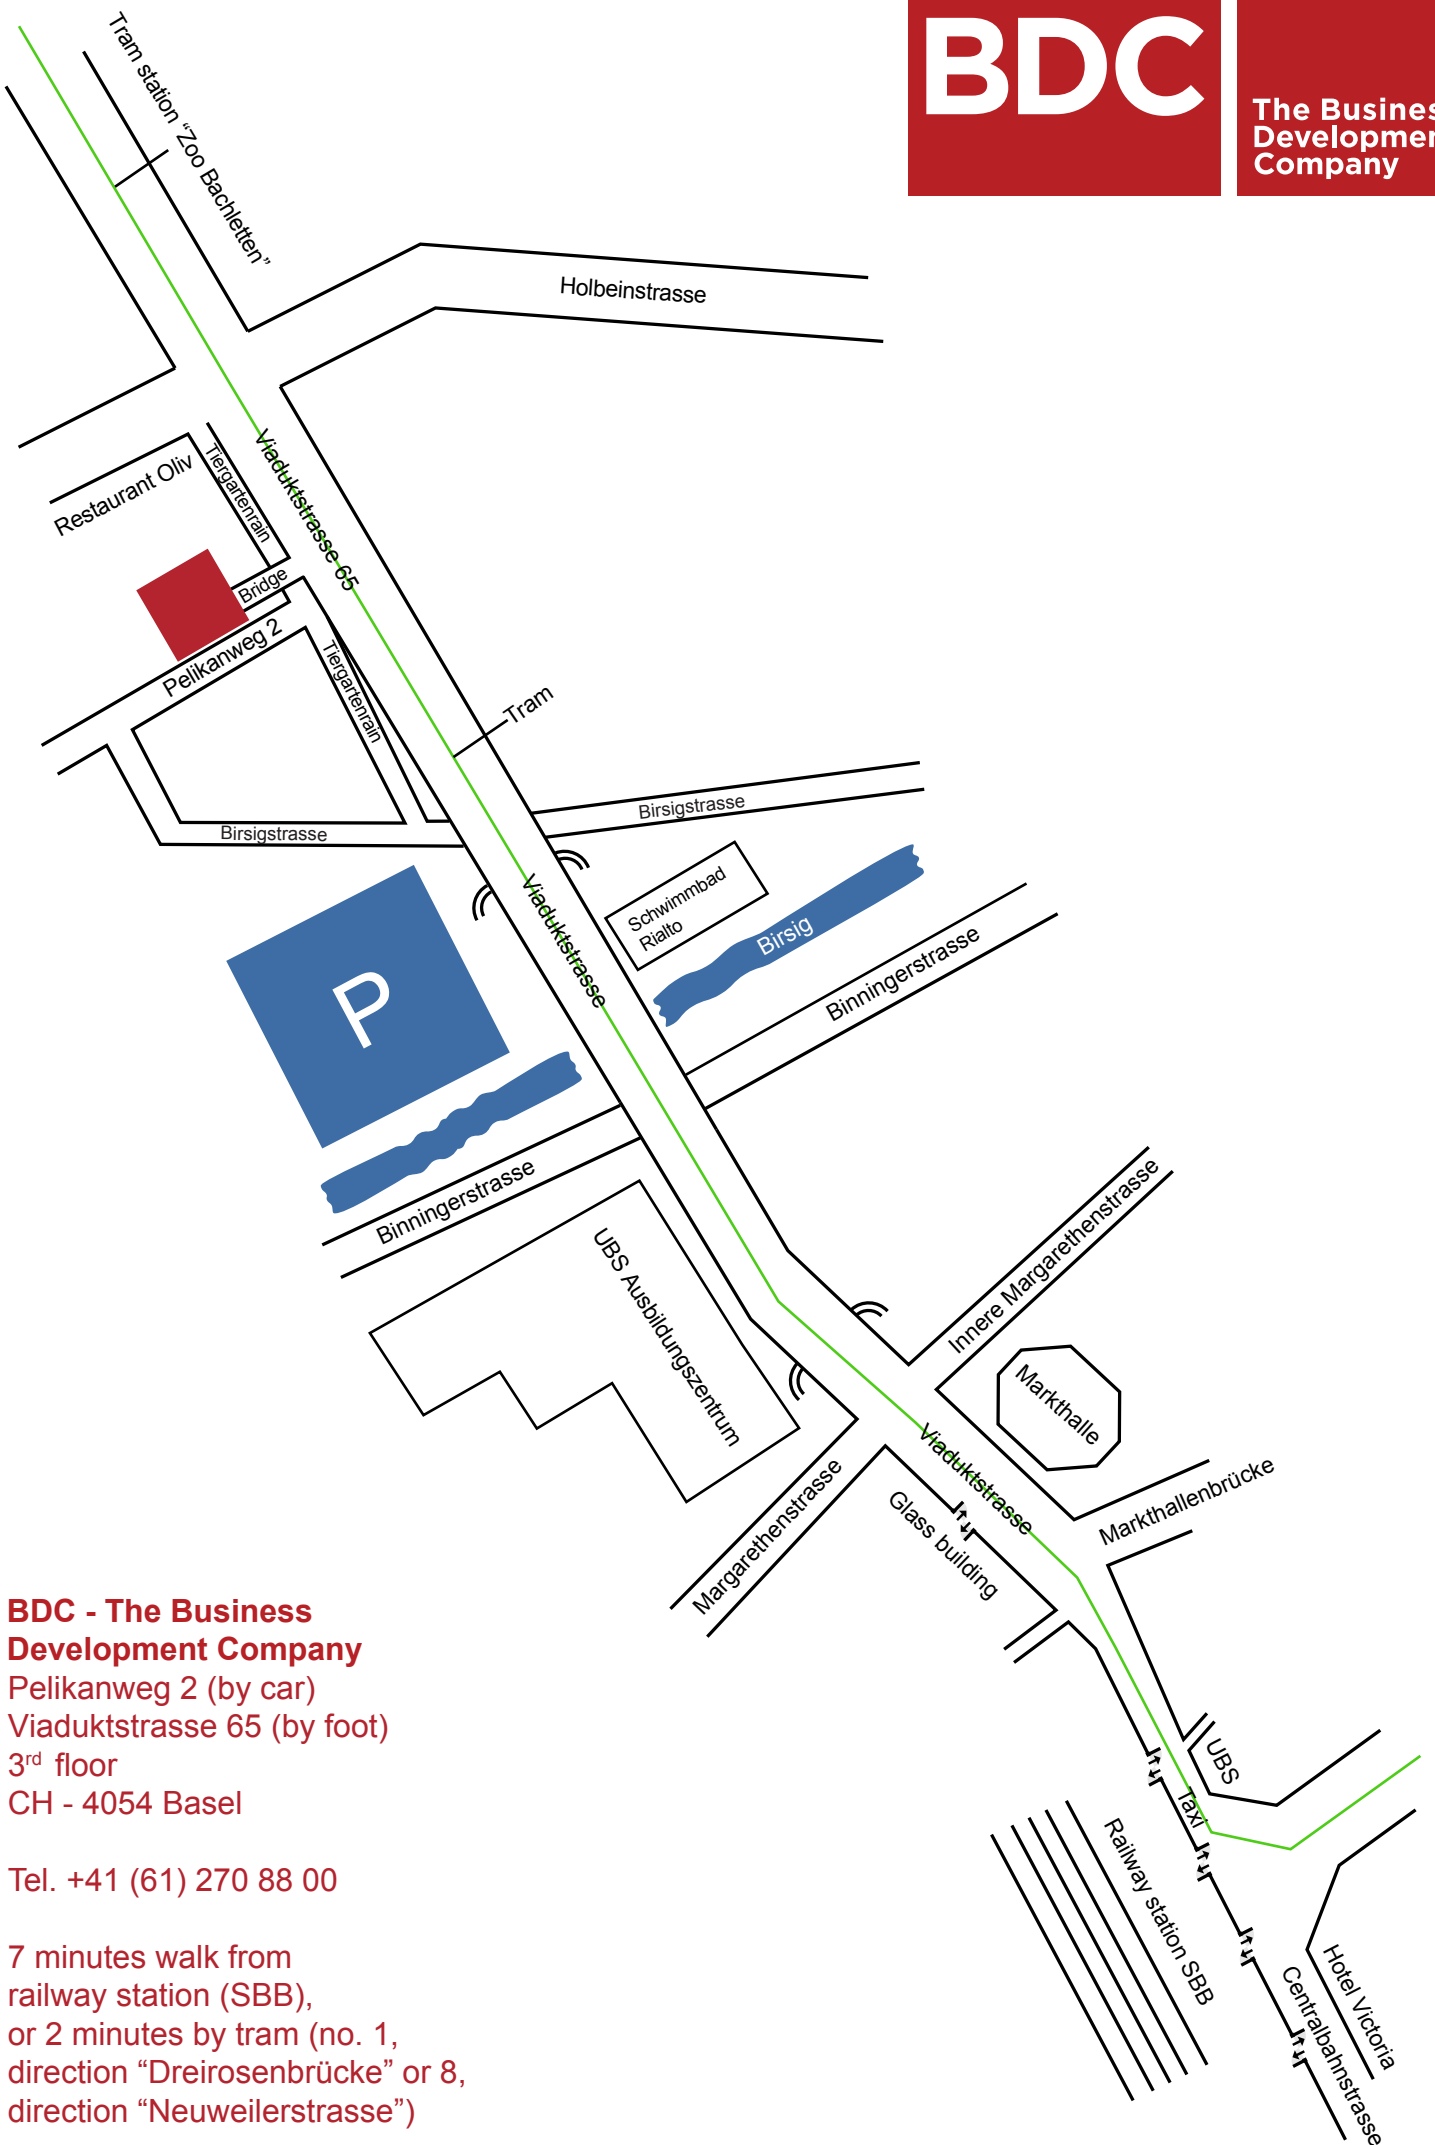 BDC
The Busines
Developmen
Company
Tram station “Zoo Bachletten”
Holbeinstrasse
Viaduktstrasse 65
Tiergartenrain
Restaurant Oliv
Bridge
Pelikanweg 2
Tiergartenrain
Tram
Birsigstrasse
Birsigstrasse
Schwimmbad
Rialto
Birsig
Viaduktstrasse
P
Binningerstrasse
Binningerstrasse
UBS Ausbildungszentrum
Innere Margarethenstrasse
Markthalle
Viaduktstrasse
Markthallenbrücke
Margarethenstrasse
Glass building
UBS
Taxi
Railway station SBB
Hotel Victoria
Centralbahnstrasse
BDC - The Business
Development Company
Pelikanweg 2 (by car)
Viaduktstrasse 65 (by foot)
3rd floor
CH - 4054 Basel
Tel. +41 (61) 270 88 00
7 minutes walk from
railway station (SBB),
or 2 minutes by tram (no. 1,
direction “Dreirosenbrücke” or 8,
direction “Neuweilerstrasse”)